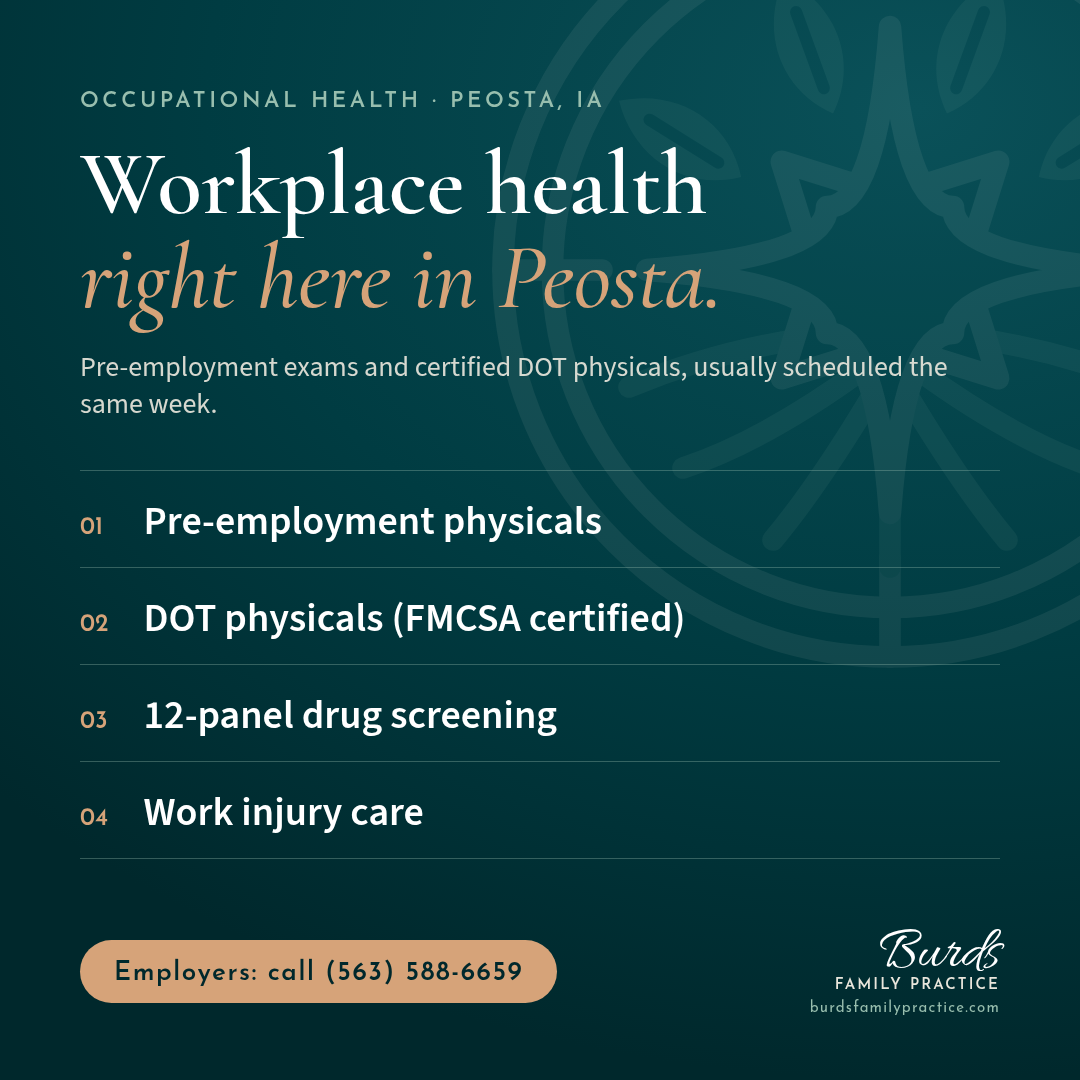 OCCUPATIONAL HEALTH · PEOSTA, IA
Workplace health
right here in Peosta.
Pre-employment exams and certified DOT physicals, usually scheduled the
same week.
01 Pre-employment physicals
02 DOT physicals (FMCSA certified)
03 12-panel drug screening
04 Work injury care
Employers: call (563) 588-6659
Burds
FAMILY PRACTICE
burdsfamilypractice.com